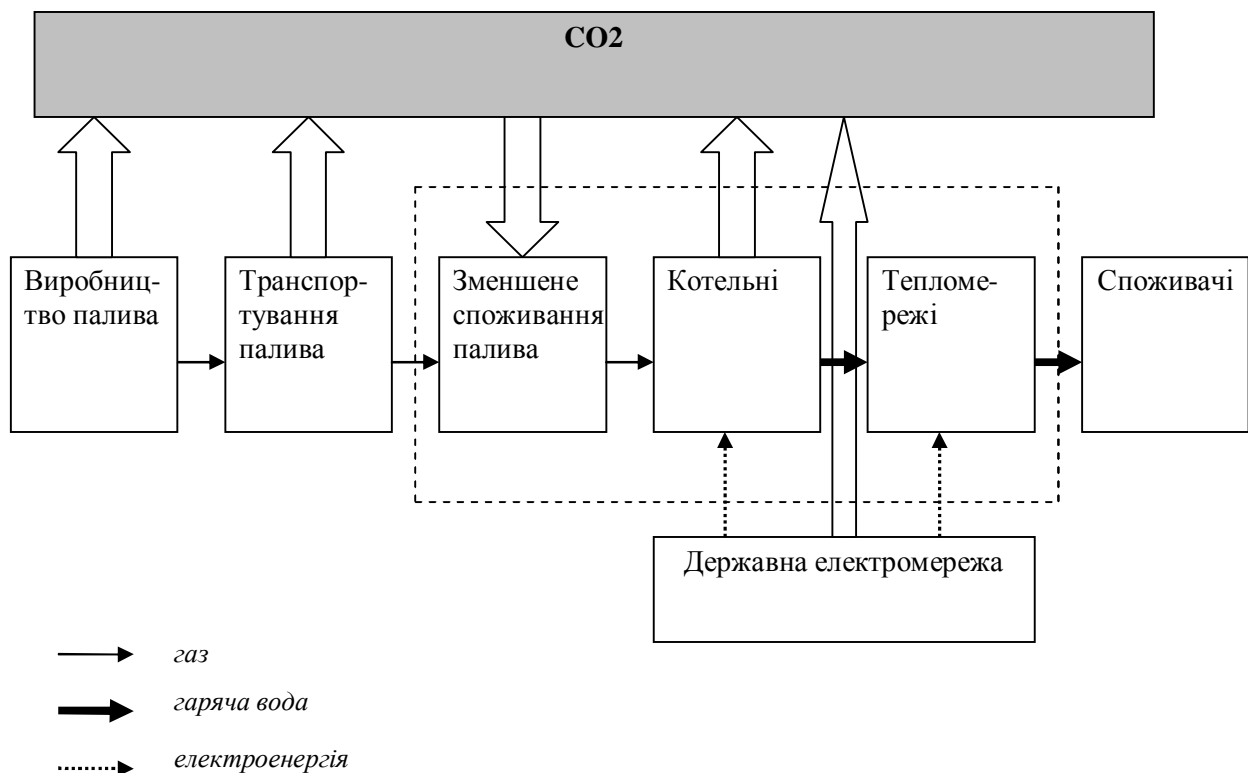 CO2
Виробниц-
тво палива
Транспор-
тування
палива
Зменшене
споживання
палива
Котельні
Тепломе-
режі
Споживачі
Державна електромережа
газ
гаряча вода
електроенергія